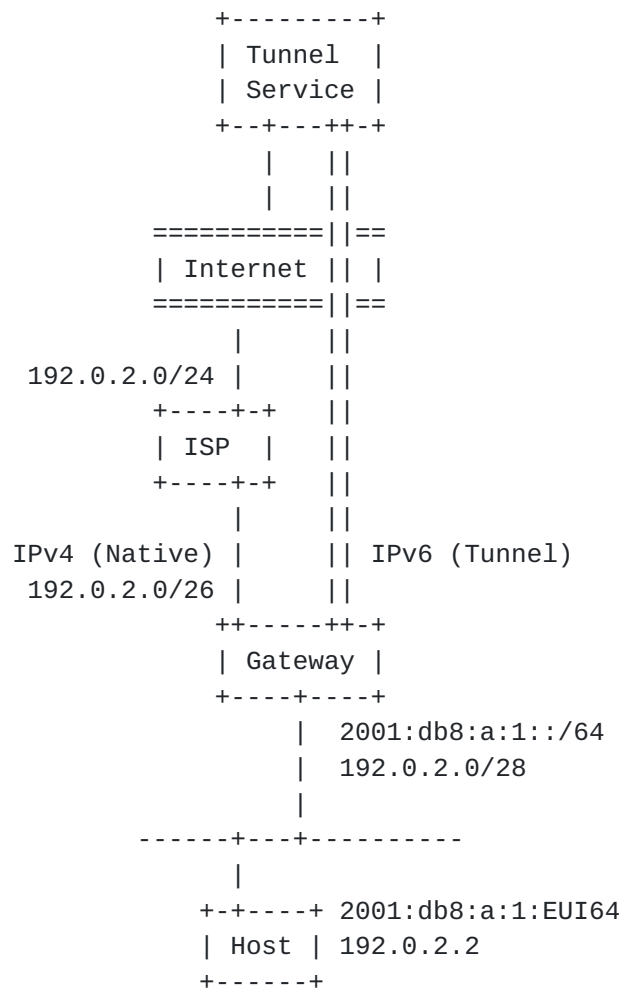 Tunnel
Service
Internet
192.0.2.0/24
ISP
IPv4 (Native) IPv6 (Tunnel)
192.0.2.0/26
Gateway
2001:db8:a:1::/64
192.0.2.0/28
2001:db8:a:1:EUI64
Host 192.0.2.2